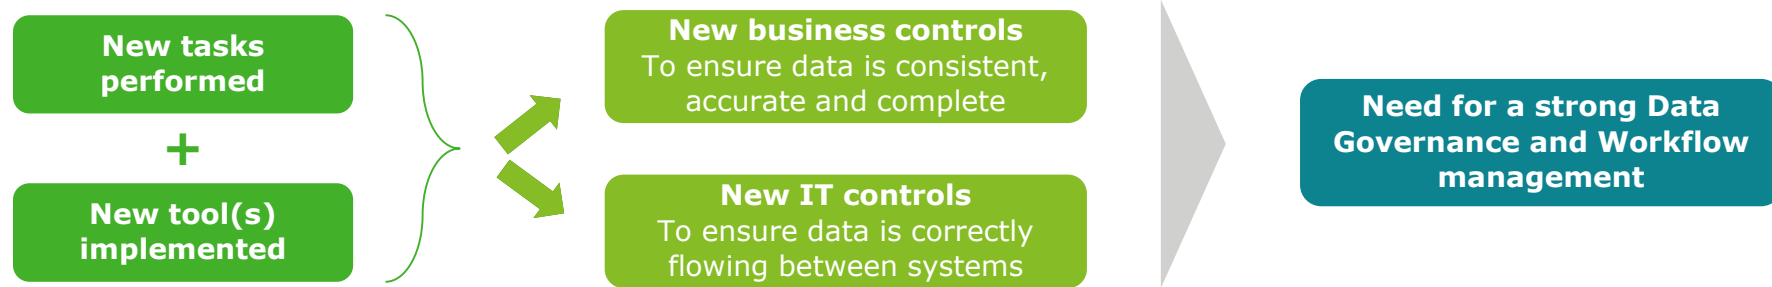 New tasks
performed
+
New tool(s)
implemented
New business controls
To ensure data is consistent,
accurate and complete
New IT controls
To ensure data is correctly
flowing between systems
Need for a strong Data
Governance and Workflow
management